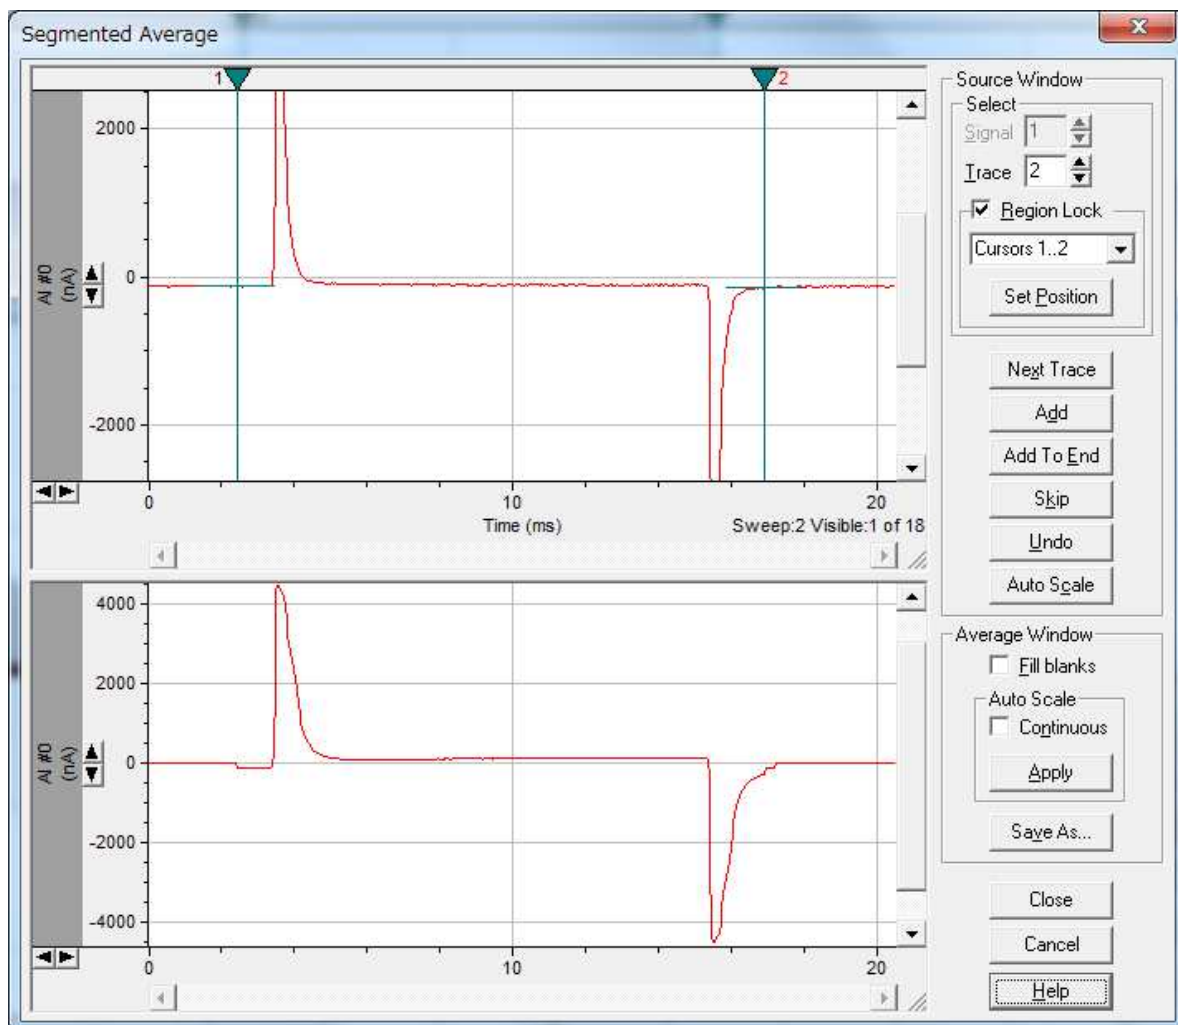 Segmented Average
1
2
AI #0
(nA)
2000
0
-2000
0
10
20
Time (ms)
Sweep:2 Visible:1 of 18
AI #0
(nA)
4000
2000
0
-2000
-4000
0
10
20
Source Window
Select
Signal 1
Trace 2
Region Lock
Cursors 1..2
Set Position
Next Trace
Add
Add To End
Skip
Undo
Auto Scale
Average Window
Fill blanks
Auto Scale
Continuous
Apply
Save As...
Close
Cancel
Help